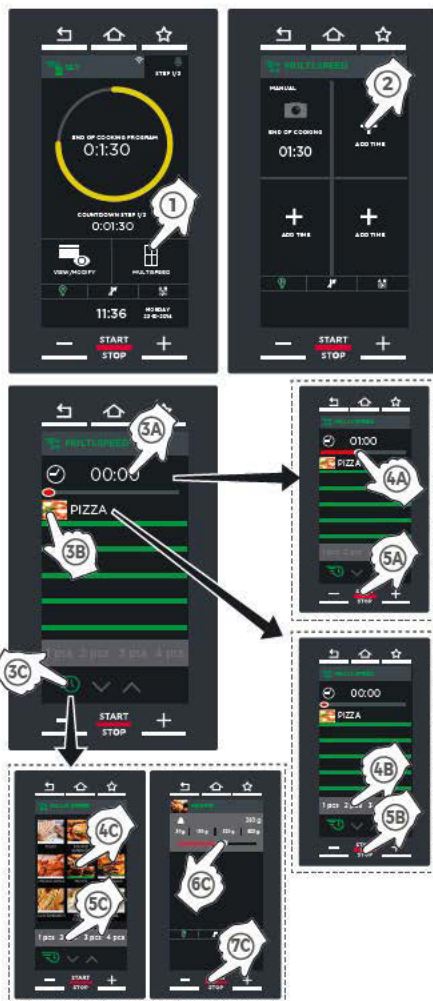 STEP 1/2
END OF COOKING PROGRAM
0:1:30
COUNTDOWN STEP 1/2
0:01:30
VIEW/MODIFY
MULTISPEED
11:36
MONDAY
START
STOP
1
MULTISPEED
MANUAL
END OF COOKING
01:30
ADD TIME
ADD TIME
ADD TIME
START
STOP
2
MULTISPEED
00:00
PIZZA
1 pcs 2 pcs 3 pcs 4 pcs
START
STOP
3A
3B
3C
01:00
PIZZA
STOP
4A
5A
00:00
PIZZA
1 pcs
STOP
4B
5B
1 pcs
3 pcs 4 pcs
START
STOP
4C
5C
STOP
6C
7C